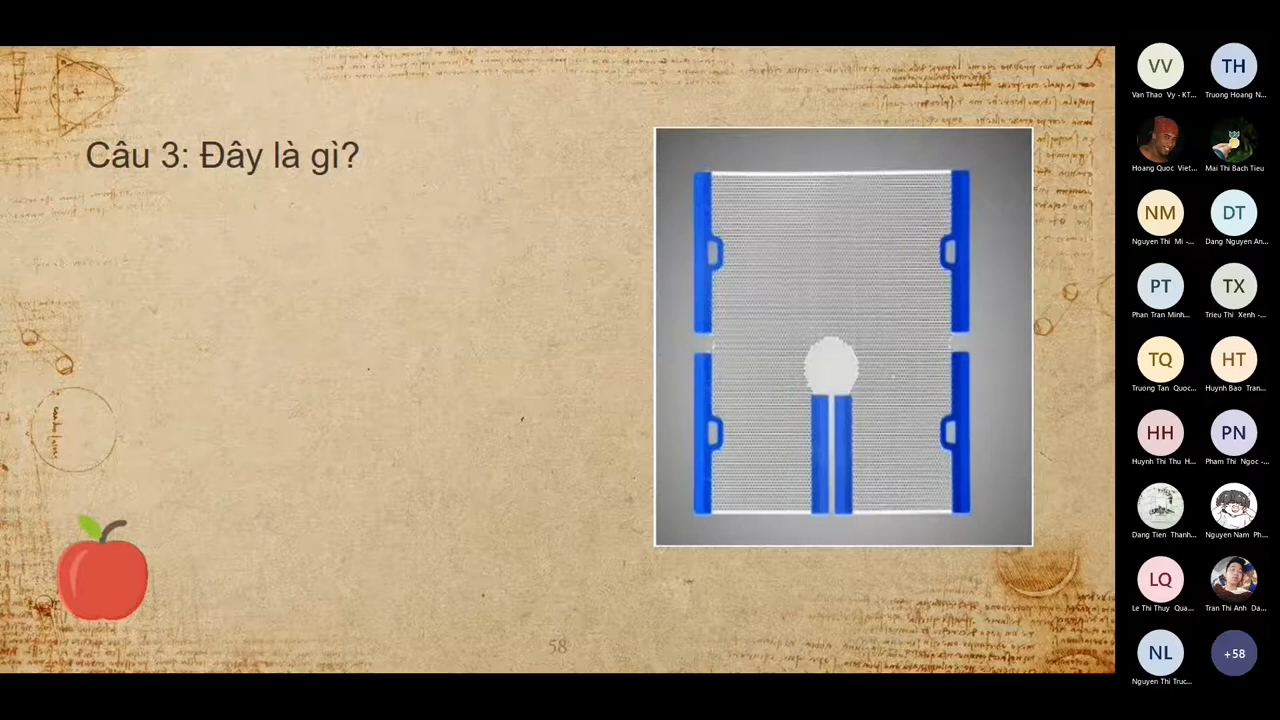 Câu 3: Đây là gì?
58
VV
Van Thao Vy - KT...
TH
Truong Hoang N...
Hoang Quoc Viet...
Mai Thi Bach Tieu
NM
Nguyen Thi Mi -...
DT
Dang Nguyen An...
PT
Phan Tran Minh...
TX
Trieu Thi Xenh -...
TQ
Truong Tan Quoc...
HT
Huynh Bao Tran...
HH
Huynh Thi Thu H...
PN
Pham Thi Ngoc -...
Dang Tien Thanh...
Nguyen Nam Ph...
LQ
Le Thi Thuy Qua...
Tran Thi Anh Da...
NL
Nguyen Thi Truc...
+58